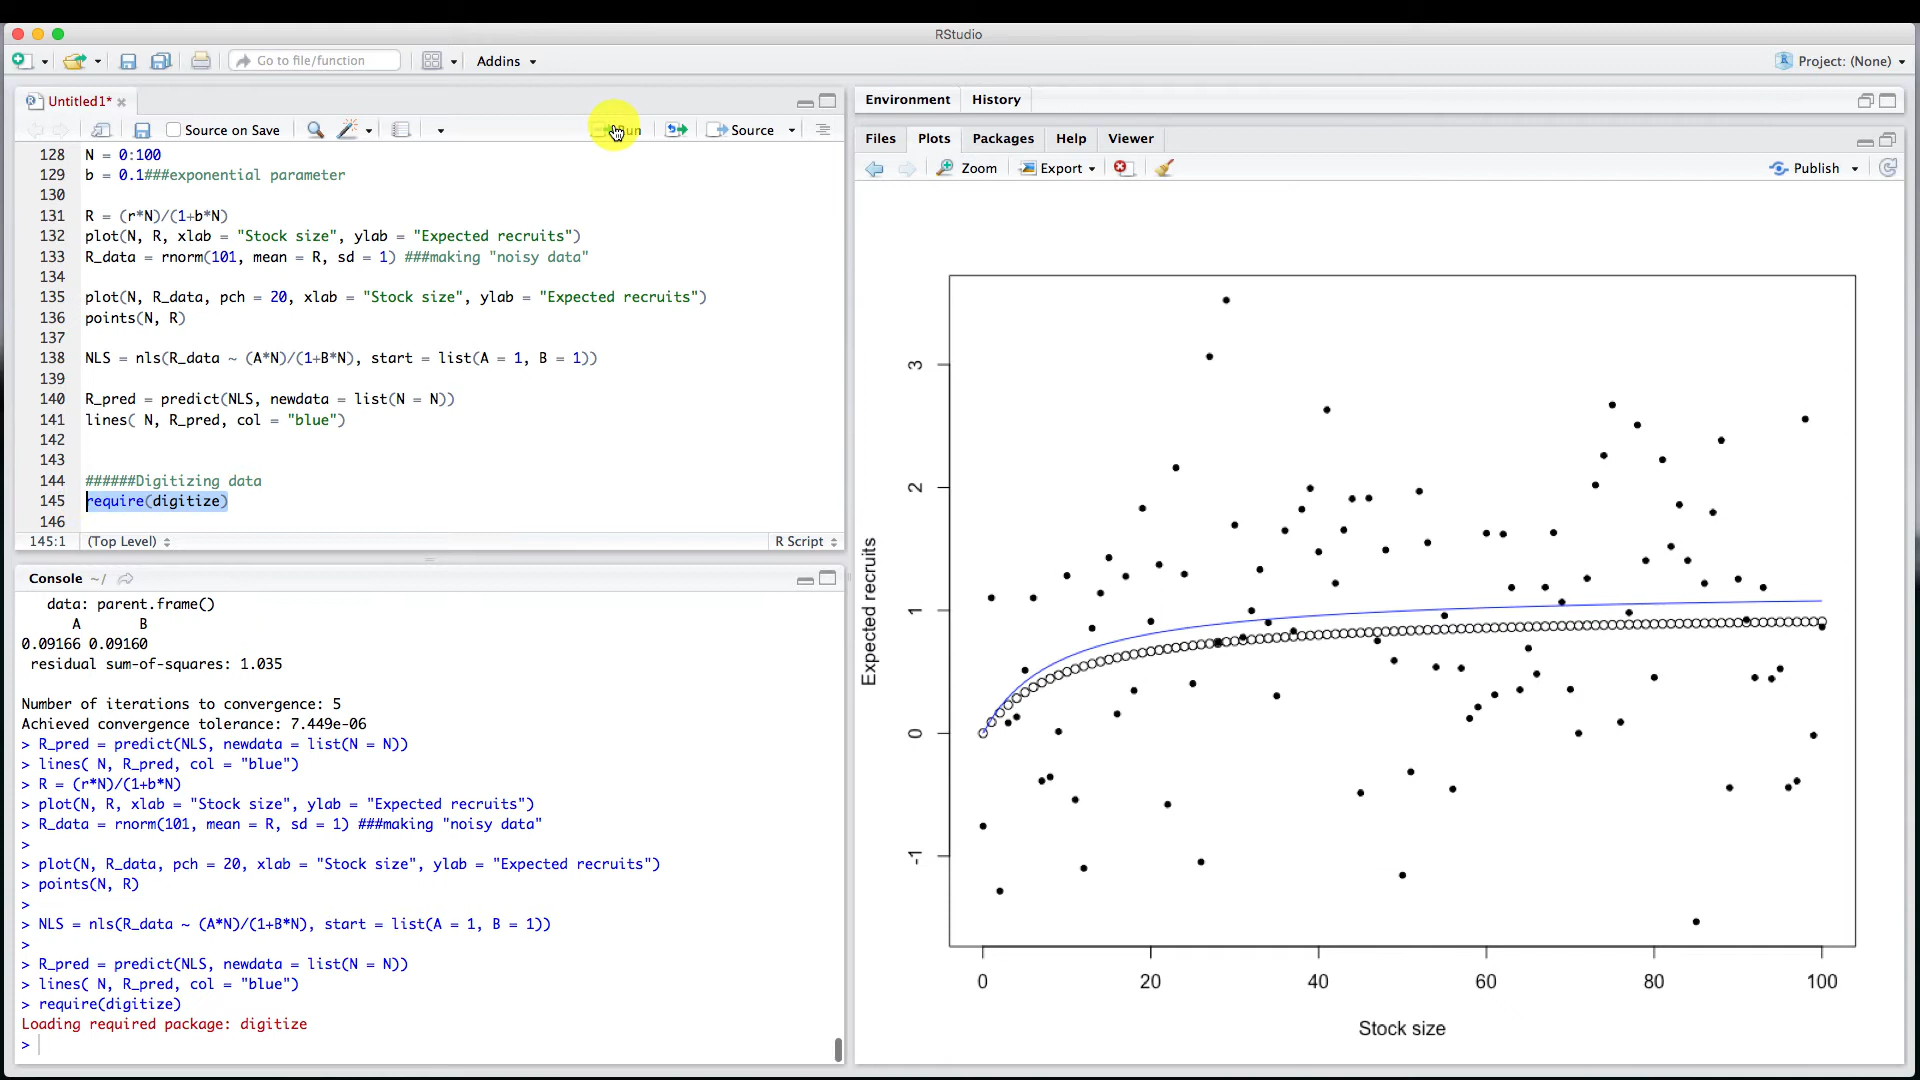 RStudio
Go to file/function
Addins
Project: (None)
Untitled1*
Source on Save
Run
Source
128 N = 0:100
129 b = 0.1###exponential parameter
130
131 R = (r*N)/(1+b*N)
132 plot(N, R, xlab = "Stock size", ylab = "Expected recruits")
133 R_data = rnorm(101, mean = R, sd = 1) ###making "noisy data"
134
135 plot(N, R_data, pch = 20, xlab = "Stock size", ylab = "Expected recruits")
136 points(N, R)
137
138 NLS = nls(R_data ~ (A*N)/(1+B*N), start = list(A = 1, B = 1))
139
140 R_pred = predict(NLS, newdata = list(N = N))
141 lines( N, R_pred, col = "blue")
142
143
144 ######Digitizing data
145 require(digitize)
146
145:1 (Top Level) R Script
Console ~/
data: parent.frame()
A B
0.09166 0.09160
residual sum-of-squares: 1.035
Number of iterations to convergence: 5
Achieved convergence tolerance: 7.449e-06
> R_pred = predict(NLS, newdata = list(N = N))
> lines( N, R_pred, col = "blue")
> R = (r*N)/(1+b*N)
> plot(N, R, xlab = "Stock size", ylab = "Expected recruits")
> R_data = rnorm(101, mean = R, sd = 1) ###making "noisy data"
>
> plot(N, R_data, pch = 20, xlab = "Stock size", ylab = "Expected recruits")
> points(N, R)
>
> NLS = nls(R_data ~ (A*N)/(1+B*N), start = list(A = 1, B = 1))
>
> R_pred = predict(NLS, newdata = list(N = N))
> lines( N, R_pred, col = "blue")
> require(digitize)
Loading required package: digitize
>
Environment History
Files Plots Packages Help Viewer
Zoom Export Publish
3
2
1
0
-1
Expected recruits
0 20 40 60 80 100
Stock size